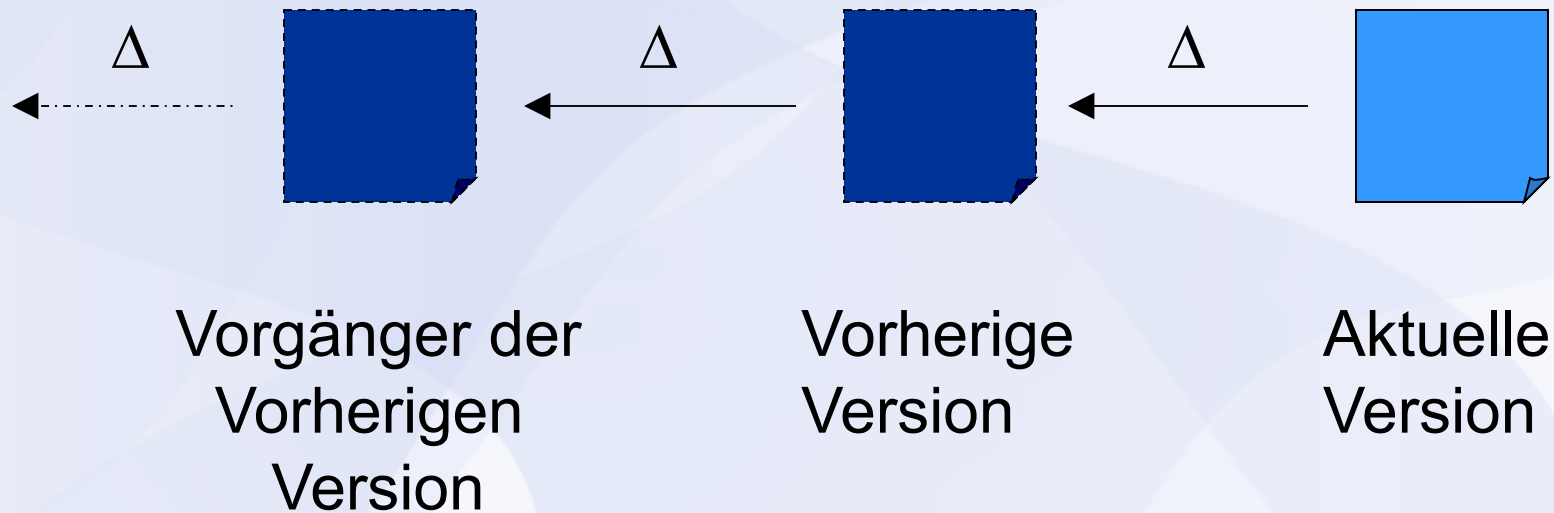 Δ Δ Δ
Vorgänger der
Vorherigen
Version
Vorherige
Version
Aktuelle
Version